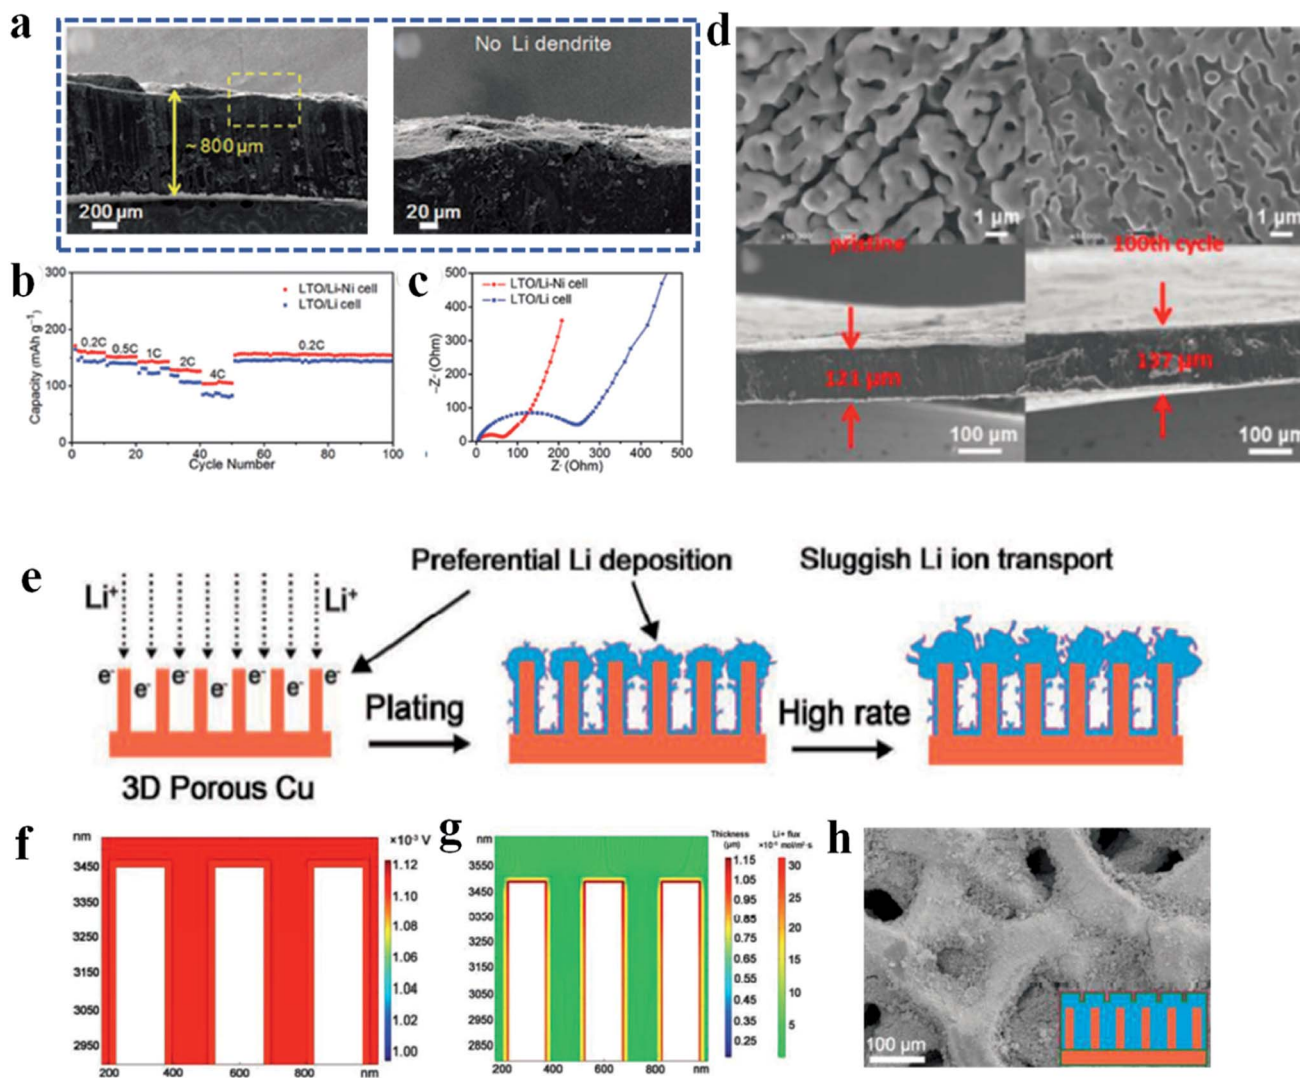 a
~800 µm
200 µm
No Li dendrite
20 µm
b
300
250
200
150
100
50
0
Capacity (mAh g⁻¹)
LTO/Li-Ni cell
LTO/Li cell
0.2C
0.5C
1C
2C
4C
0.2C
0 20 40 60 80 100
Cycle Number
c
500
400
300
200
100
0
-Z'' (Ohm)
LTO/Li-Ni cell
LTO/Li cell
0 100 200 300 400 500
Z' (Ohm)
d
1 µm
1 µm
pristine
100th cycle
121 µm
137 µm
100 µm
100 µm
e
Li⁺ Li⁺
e⁻ e⁻ e⁻ e⁻ e⁻ e⁻ e⁻
3D Porous Cu
Preferential Li deposition
Plating
Sluggish Li ion transport
High rate
f
nm
3450
3350
3250
3150
3050
2950
200 400 600 800 nm
×10⁻³ V
1.12
1.10
1.08
1.06
1.04
1.02
1.00
g
nm
3550
3450
3350
3250
3150
3050
2950
2850
200 400 600 800 nm
Thickness
(µm)
1.15
1.05
0.95
0.85
0.75
0.65
0.55
0.45
0.35
0.25
Li+ flux
mol/m²·s
30
25
20
15
10
5
h
100 µm